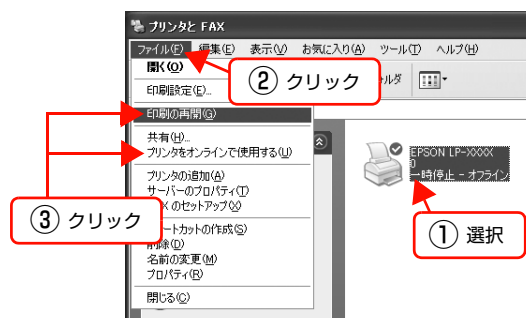 プリンタと FAX
ファイル(F) 編集(E) 表示(V) お気に入り(A) ツール(T) ヘルプ(H)
開く(O)
② クリック
ルダ
印刷設定(E)...
印刷の再開(G)
共有(H)...
プリンタをオンラインで使用する(U)
EPSON LP-XXXX
0
一時停止 - オフライン
プリンタの追加(A)
サーバーのプロパティ(T)
のセットアップ(X)
③ クリック
① 選択
ートカットの作成(S)
削除(D)
名前の変更(M)
プロパティ(R)
閉じる(C)